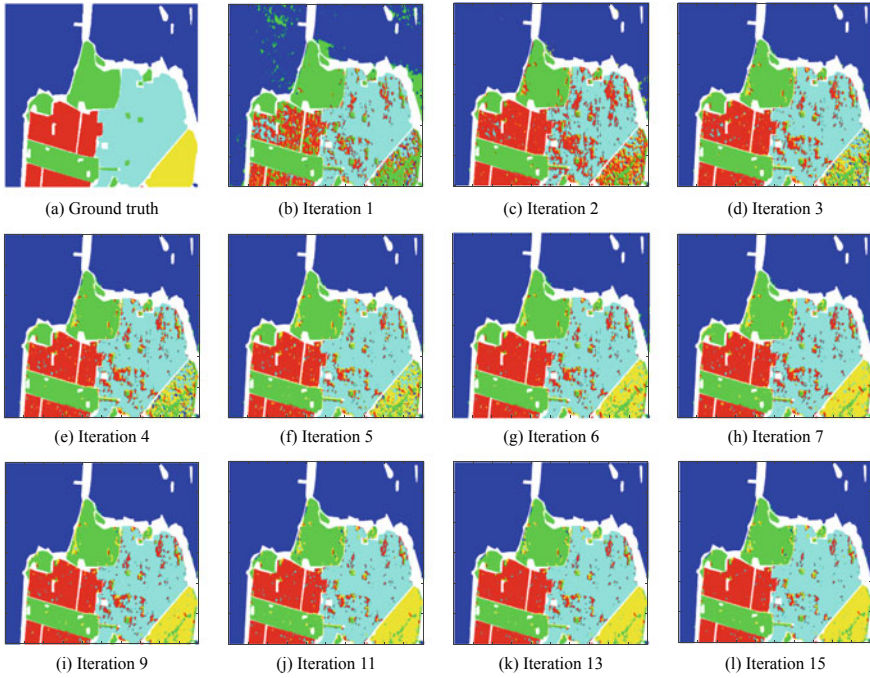 (a) Ground truth
(b) Iteration 1
(c) Iteration 2
(d) Iteration 3
(e) Iteration 4
(f) Iteration 5
(g) Iteration 6
(h) Iteration 7
(i) Iteration 9
(j) Iteration 11
(k) Iteration 13
(l) Iteration 15